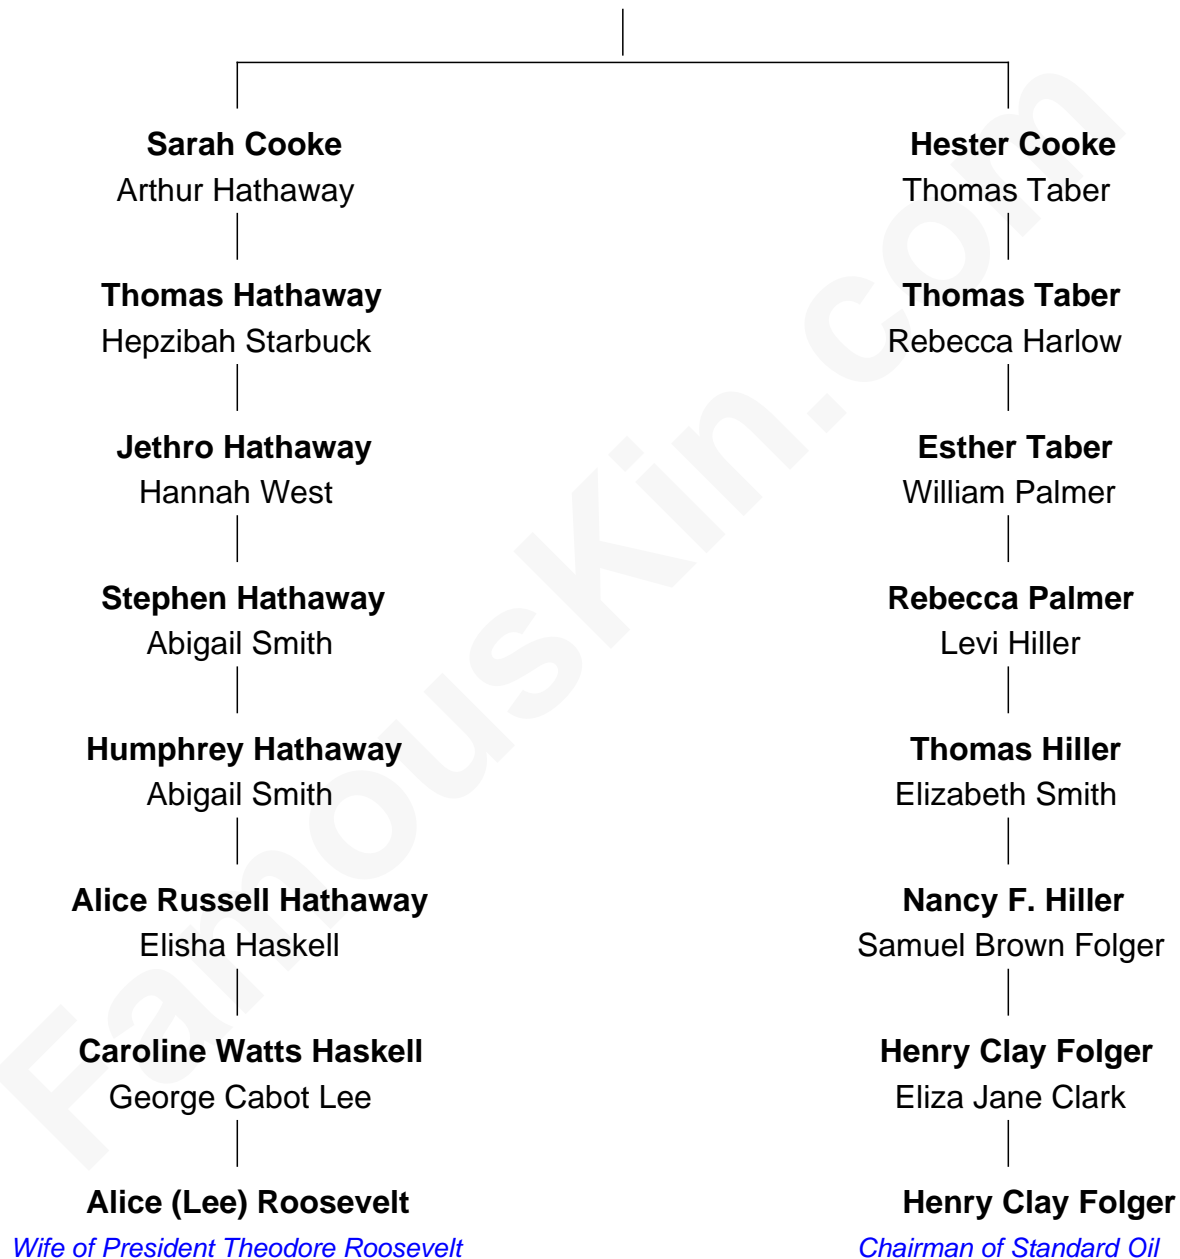 Sarah Cooke
Arthur Hathaway
Thomas Hathaway
Hepzibah Starbuck
Jethro Hathaway
Hannah West
Stephen Hathaway
Abigail Smith
Humphrey Hathaway
Abigail Smith
Alice Russell Hathaway
Elisha Haskell
Caroline Watts Haskell
George Cabot Lee
Alice (Lee) Roosevelt
Wife of President Theodore Roosevelt
Hester Cooke
Thomas Taber
Thomas Taber
Rebecca Harlow
Esther Taber
William Palmer
Rebecca Palmer
Levi Hiller
Thomas Hiller
Elizabeth Smith
Nancy F. Hiller
Samuel Brown Folger
Henry Clay Folger
Eliza Jane Clark
Henry Clay Folger
Chairman of Standard Oil
FamousKin.com